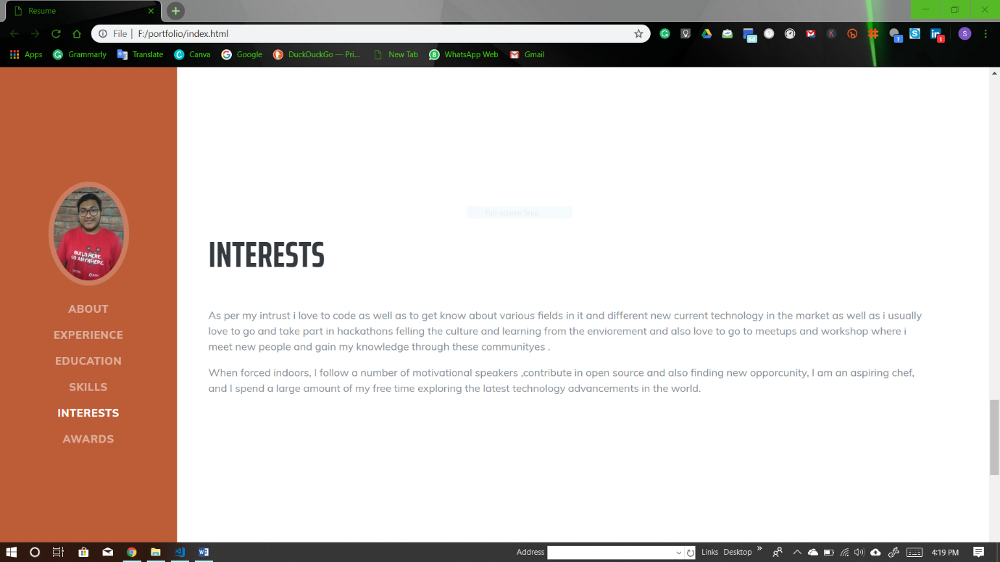 Resume
File
F:/portfolio/index.html
6d
?
1
S
Apps
Grammarly
Translate
Canva
Google
DuckDuckGo — Pri...
New Tab
WhatsApp Web
Gmail
Full-screen Snip
BUILD HERE.
GO ANYWHERE.
ABOUT
EXPERIENCE
EDUCATION
SKILLS
INTERESTS
AWARDS
INTERESTS
As per my intrust i love to code as well as to get know about various fields in it and different new current technology in the market as well as i usually
love to go and take part in hackathons felling the culture and learning from the enviorement and also love to go to meetups and workshop where i
meet new people and gain my knowledge through these communityes .
When forced indoors, I follow a number of motivational speakers ,contribute in open source and also finding new opporcunity, I am an aspiring chef,
and I spend a large amount of my free time exploring the latest technology advancements in the world.
Address
Links
Desktop
4:19 PM